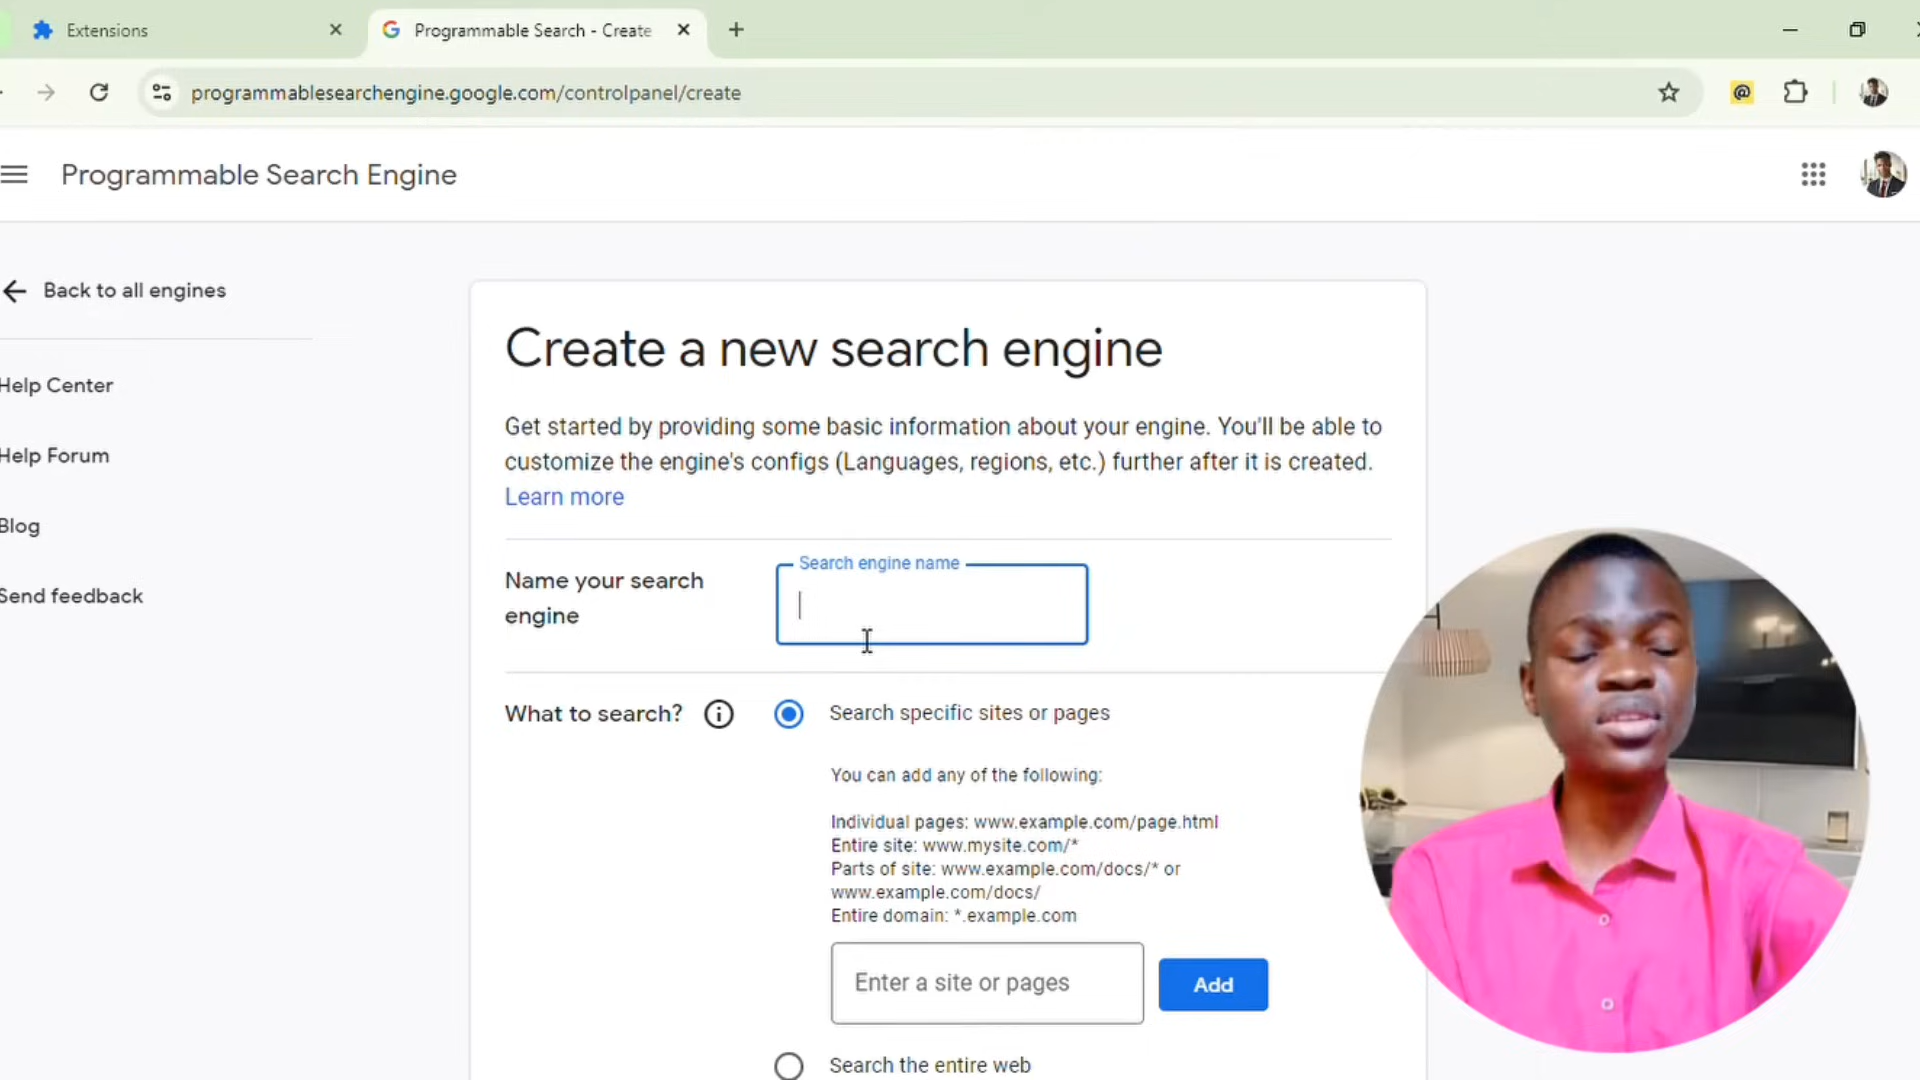 Extensions
Programmable Search - Create
programmablesearchengine.google.com/controlpanel/create
Programmable Search Engine
Back to all engines
Help Center
Help Forum
Blog
Send feedback
Create a new search engine
Get started by providing some basic information about your engine. You'll be able to
customize the engine's configs (Languages, regions, etc.) further after it is created.
Learn more
Name your search
engine
Search engine name
What to search?
Search specific sites or pages
You can add any of the following:
Individual pages: www.example.com/page.html
Entire site: www.mysite.com/*
Parts of site: www.example.com/docs/* or
www.example.com/docs/
Entire domain: *.example.com
Enter a site or pages
Add
Search the entire web